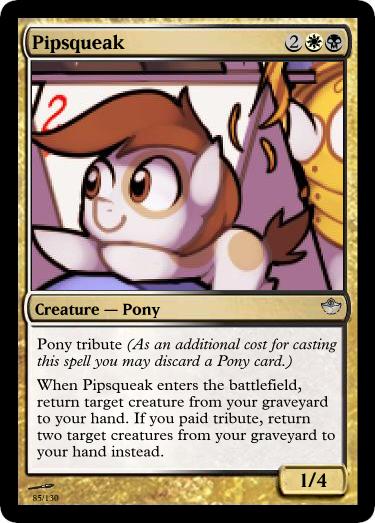 Pipsqueak 2
?
Creature — Pony
Pony tribute (As an additional cost for casting
this spell you may discard a Pony card.)
When Pipsqueak enters the battlefield,
return target creature from your graveyard
to your hand. If you paid tribute, return
two target creatures from your graveyard to
your hand instead.
1/4
85/130